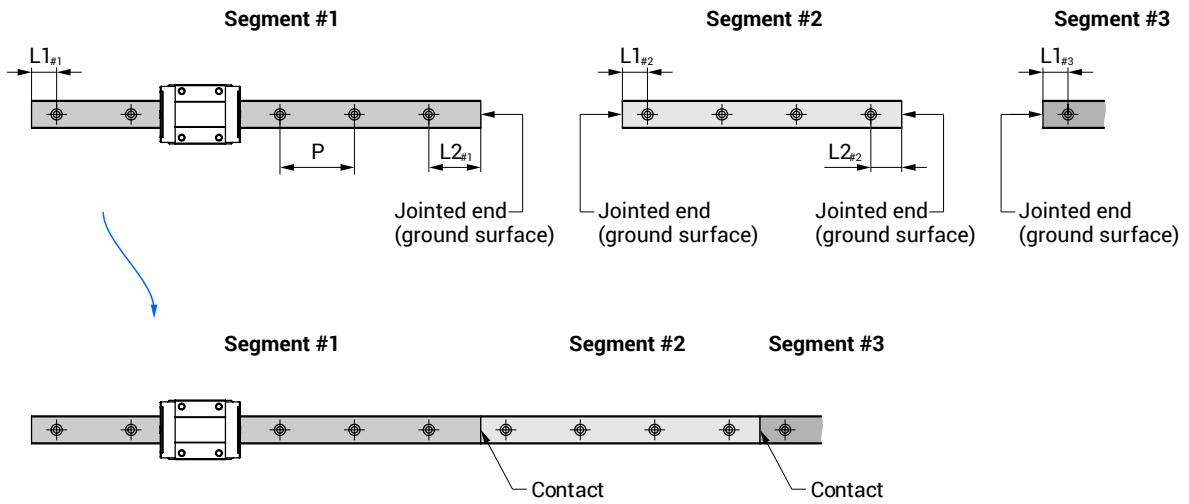 Segment #1
Segment #2
Segment #3
L1#1
L1#2
L1#3
P
L2#1
L2#2
Jointed end
(ground surface)
Jointed end
(ground surface)
Jointed end
(ground surface)
Jointed end
(ground surface)
Segment #1
Segment #2
Segment #3
Contact
Contact